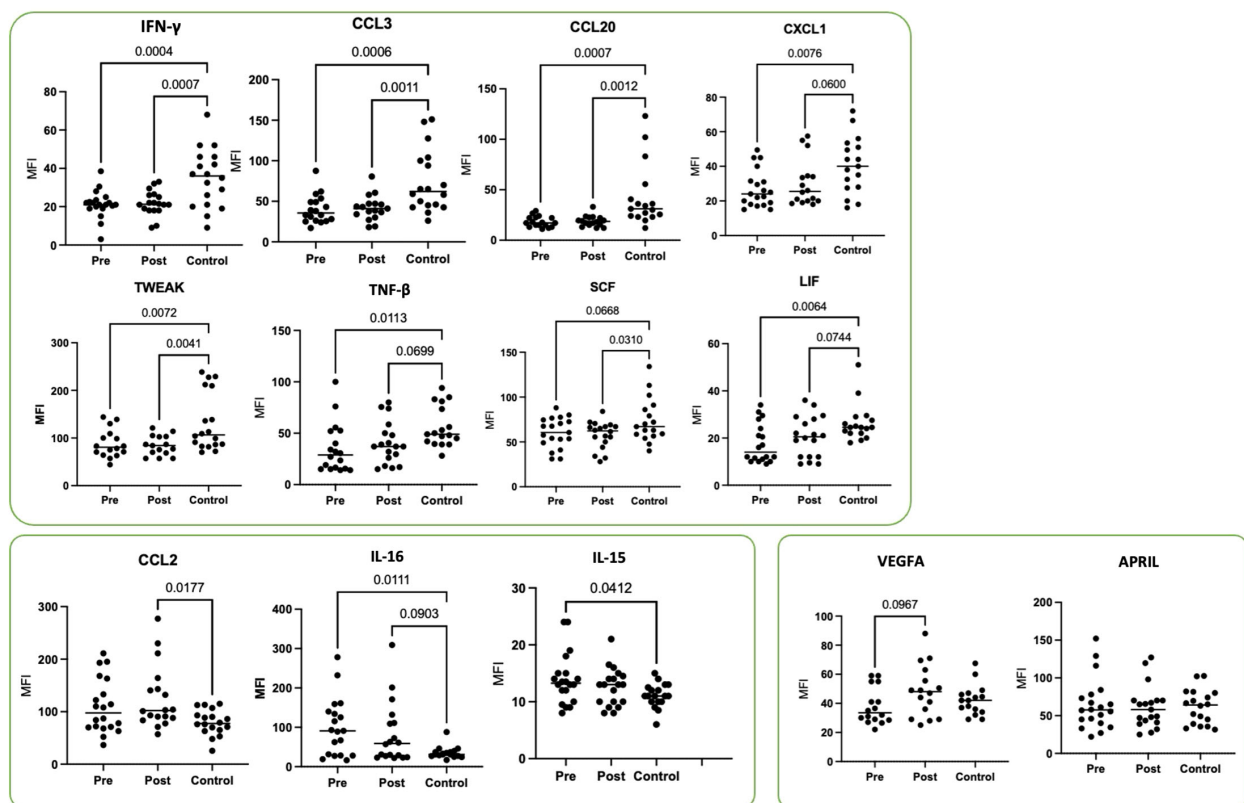 IFN-γ
0.0004
0.0007
MFI
80
60
40
20
0
Pre Post Control
CCL3
0.0006
0.0011
MFI
200
150
100
50
0
Pre Post Control
CCL20
0.0007
0.0012
MFI
150
100
50
0
Pre Post Control
CXCL1
0.0076
0.0600
MFI
80
60
40
20
0
Pre Post Control
TWEAK
0.0072
0.0041
MFI
300
200
100
0
Pre Post Control
TNF-β
0.0113
0.0699
MFI
150
100
50
0
Pre Post Control
SCF
0.0668
0.0310
MFI
150
100
50
0
Pre Post Control
LIF
0.0064
0.0744
MFI
60
40
20
0
Pre Post Control
CCL2
0.0177
MFI
300
200
100
0
Pre Post Control
IL-16
0.0111
0.0903
MFI
400
300
200
100
0
Pre Post Control
IL-15
0.0412
MFI
30
20
10
0
Pre Post Control
VEGFA
0.0967
MFI
100
80
60
40
20
0
Pre Post Control
APRIL
MFI
200
150
100
50
0
Pre Post Control